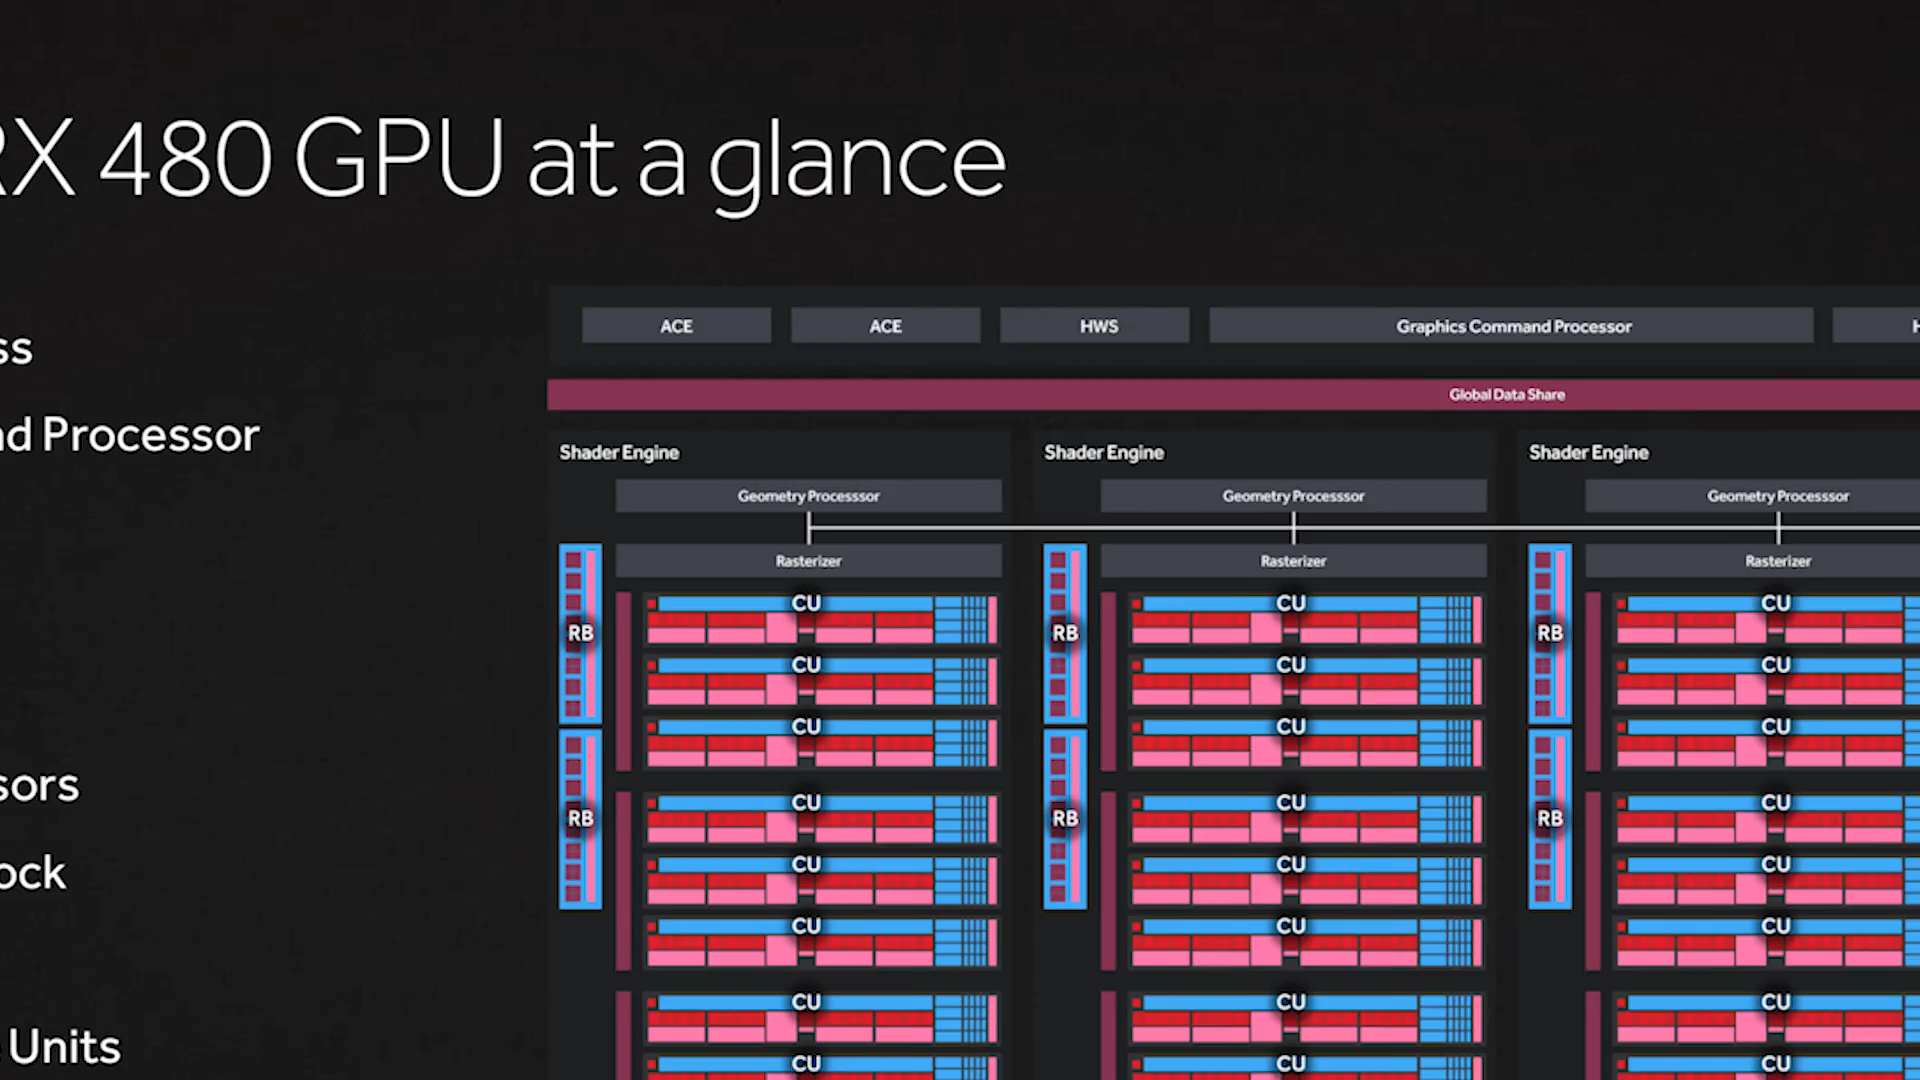 RX 480 GPU at a glance
ss
nd Processor
sors
ock
Units
ACE ACE HWS Graphics Command Processor H
Global Data Share
Shader Engine Shader Engine Shader Engine
Geometry Processsor Geometry Processsor Geometry Processsor
Rasterizer Rasterizer Rasterizer
CU CU CU
RB RB RB
CU CU CU
CU CU CU
CU CU CU
RB RB RB
CU CU CU
CU CU CU
CU CU CU
CU CU CU